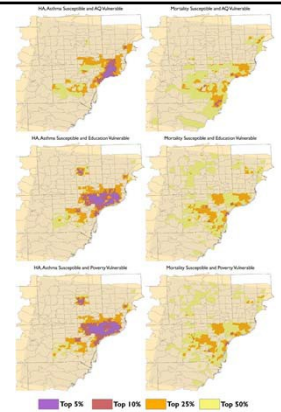 HA, Asthma Susceptible and AQ Vulnerable
Mortality Susceptible and AQ Vulnerable
HA, Asthma Susceptible and Education Vulnerable
Mortality Susceptible and Education Vulnerable
HA, Asthma Susceptible and Poverty Vulnerable
Mortality Susceptible and Poverty Vulnerable
Top 5% Top 10% Top 25% Top 50%